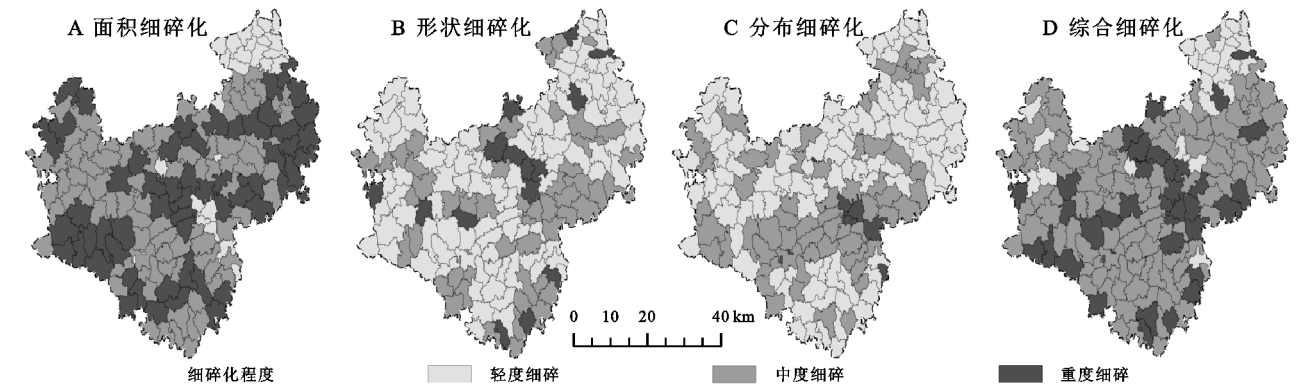 A 面积细碎化
B 形状细碎化
C 分布细碎化
D 综合细碎化
0 10 20 40 km
细碎化程度 轻度细碎 中度细碎 重度细碎